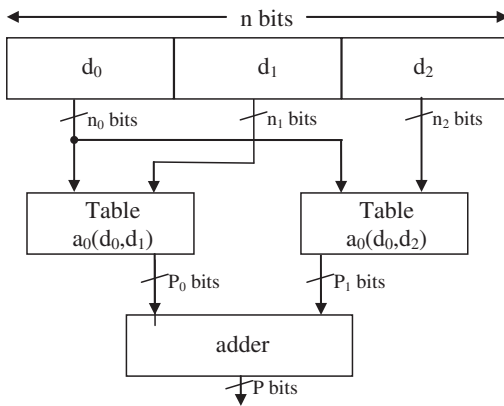 n bits
d₀ d₁ d₂
n₀ bits n₁ bits n₂ bits
Table Table
a₀(d₀,d₁) a₀(d₀,d₂)
P₀ bits P₁ bits
adder
P bits